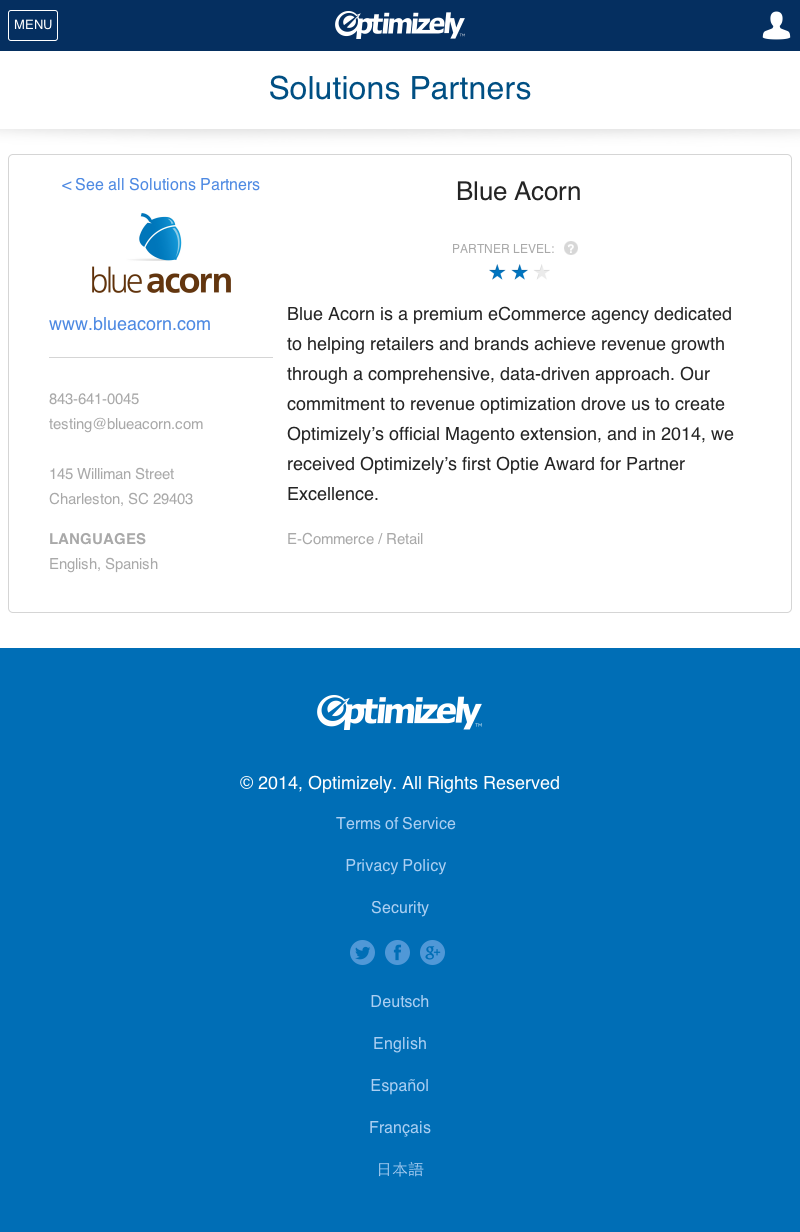 MENU
Optimizely
Solutions Partners
< See all Solutions Partners
blue acorn
www.blueacorn.com
843-641-0045
testing@blueacorn.com
145 Williman Street
Charleston, SC 29403
LANGUAGES
English, Spanish
Blue Acorn
PARTNER LEVEL: ?
★ ★ ★
Blue Acorn is a premium eCommerce agency dedicated
to helping retailers and brands achieve revenue growth
through a comprehensive, data-driven approach. Our
commitment to revenue optimization drove us to create
Optimizely’s official Magento extension, and in 2014, we
received Optimizely’s first Optie Award for Partner
Excellence.
E-Commerce / Retail
Optimizely™
© 2014, Optimizely. All Rights Reserved
Terms of Service
Privacy Policy
Security
Deutsch
English
Español
Français
日本語